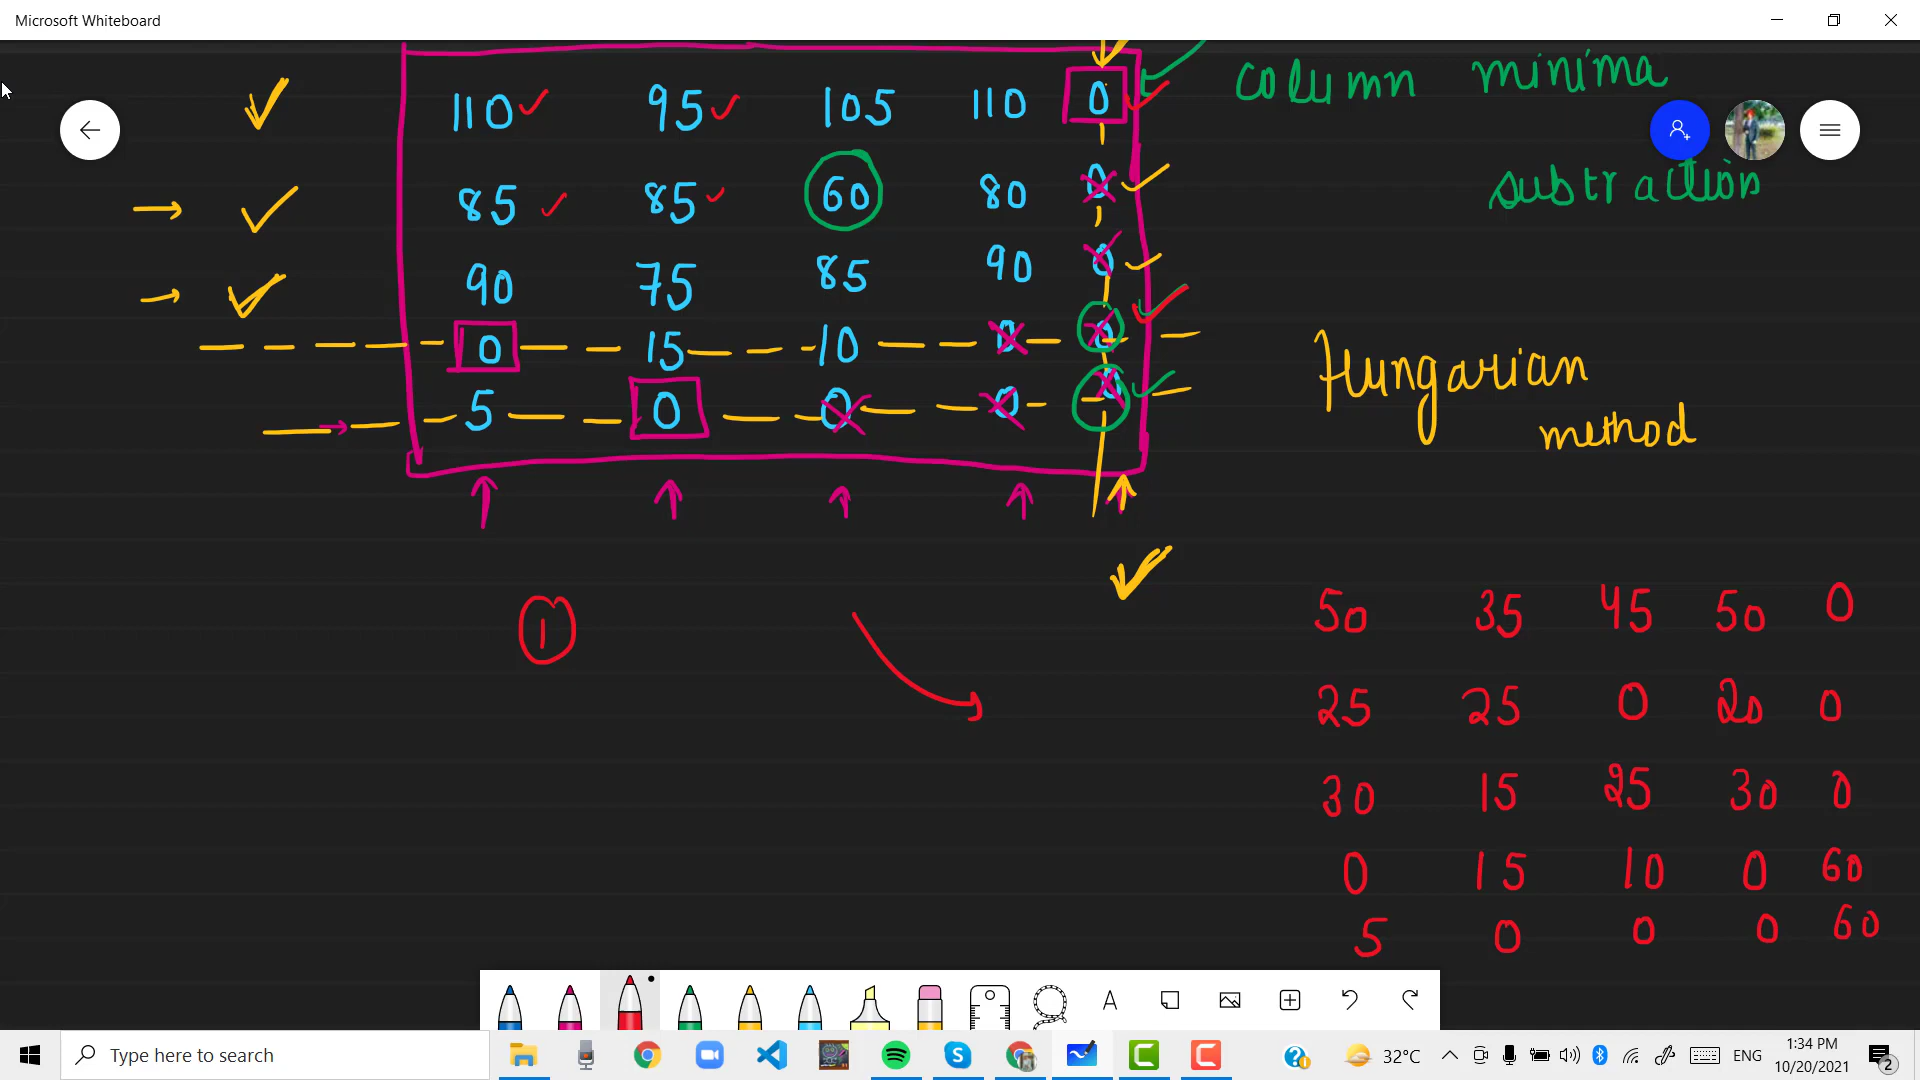 Microsoft Whiteboard
column minima
subtraction
110 95 105 110 0
85 85 60 80 0
90 75 85 90 0
0 15 10 0 0
5 0 0 0 0
Hungarian
method
1
50 35 45 50 0
25 25 0 20 0
30 15 25 30 0
0 15 10 0 60
5 0 0 0 60
A
Type here to search
32°C
ENG
1:34 PM
10/20/2021
2